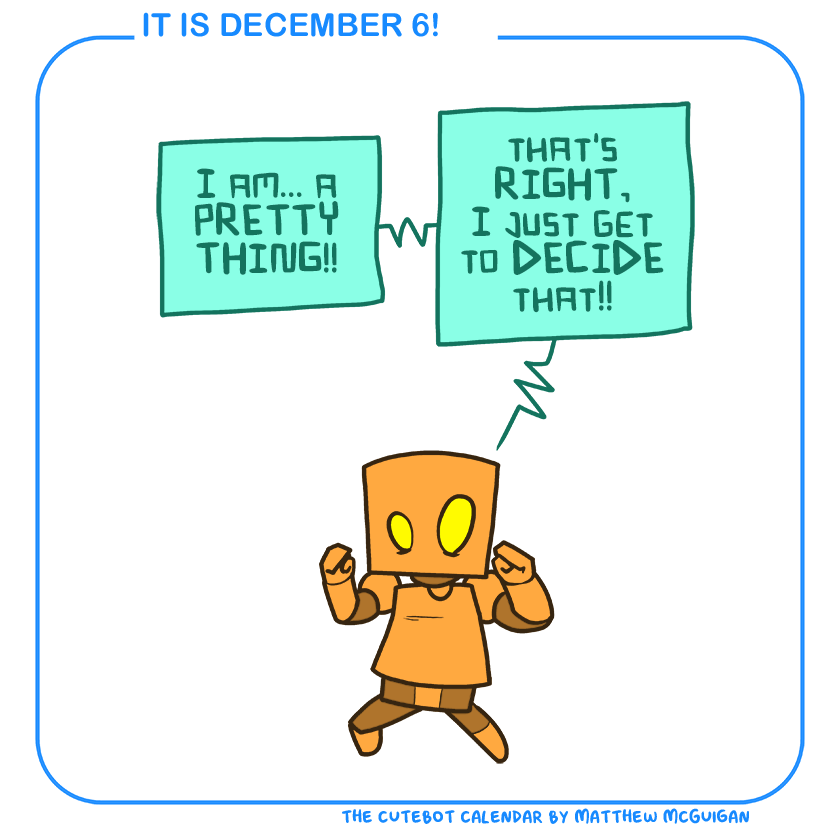 IT IS DECEMBER 6!
I AM... A
PRETTY
THING!!
THAT'S
RIGHT,
I JUST GET
TO DECIDE
THAT!!
THE CUTEBOT CALENDAR BY MATTHEW MCGUIGAN